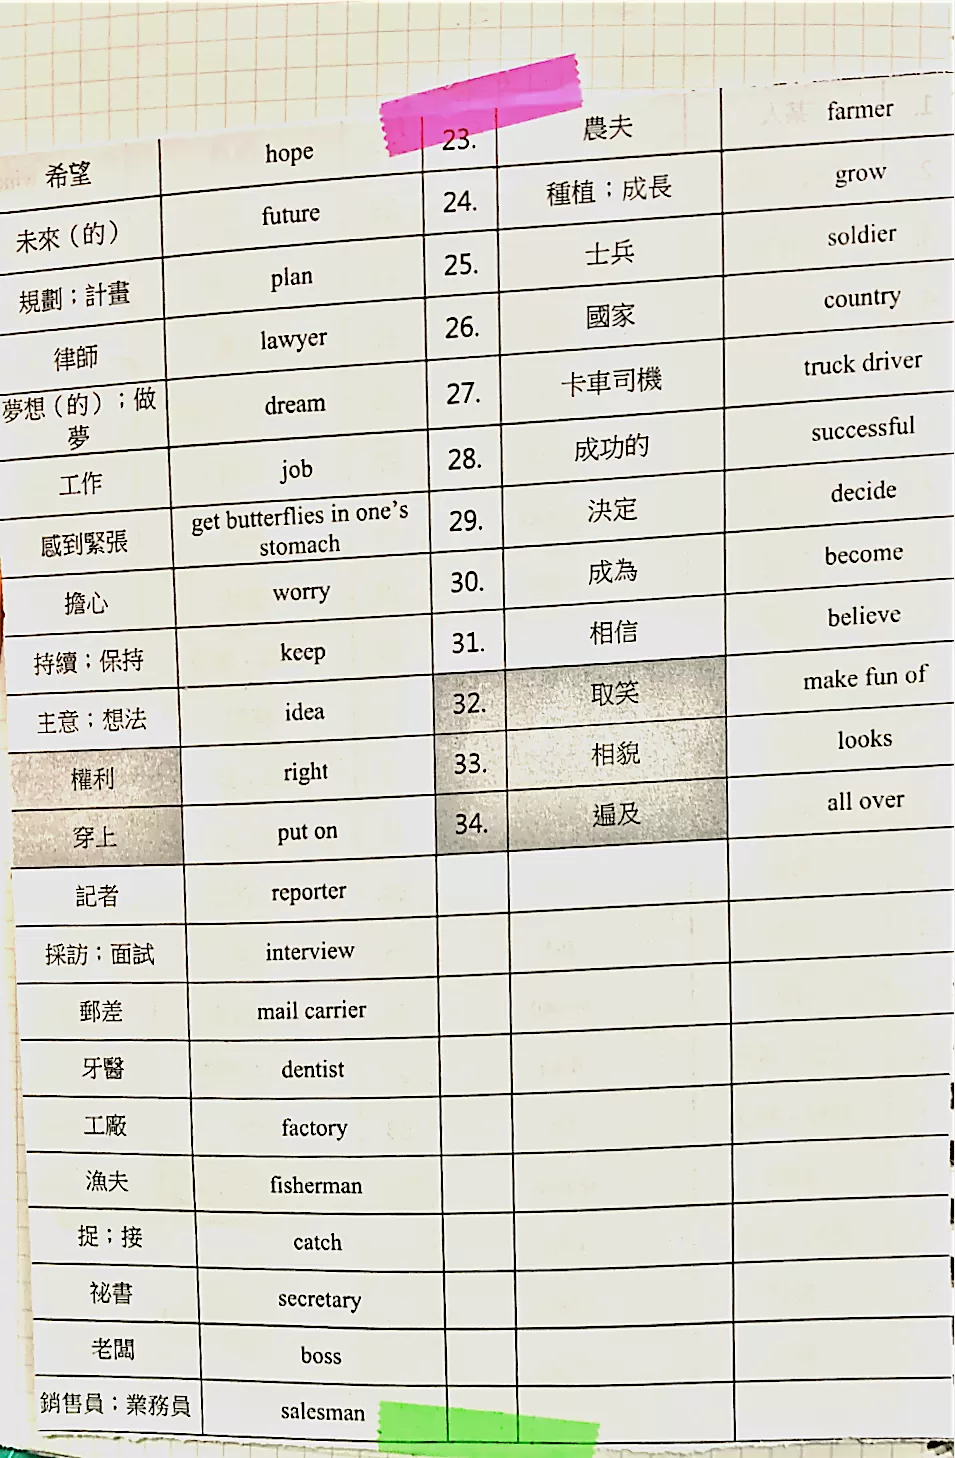 希望 hope 23. 農夫 farmer
未來（的） future 24. 種植；成長 grow
規劃；計畫 plan 25. 士兵 soldier
律師 lawyer 26. 國家 country
夢想（的）；做
夢 dream 27. 卡車司機 truck driver
工作 job 28. 成功的 successful
感到緊張 get butterflies in one's
stomach 29. 決定 decide
擔心 worry 30. 成為 become
持續；保持 keep 31. 相信 believe
主意；想法 idea 32. 取笑 make fun of
權利 right 33. 相貌 looks
穿上 put on 34. 遍及 all over
記者 reporter
採訪；面試 interview
郵差 mail carrier
牙醫 dentist
工廠 factory
漁夫 fisherman
捉；接 catch
祕書 secretary
老闆 boss
銷售員；業務員 salesman